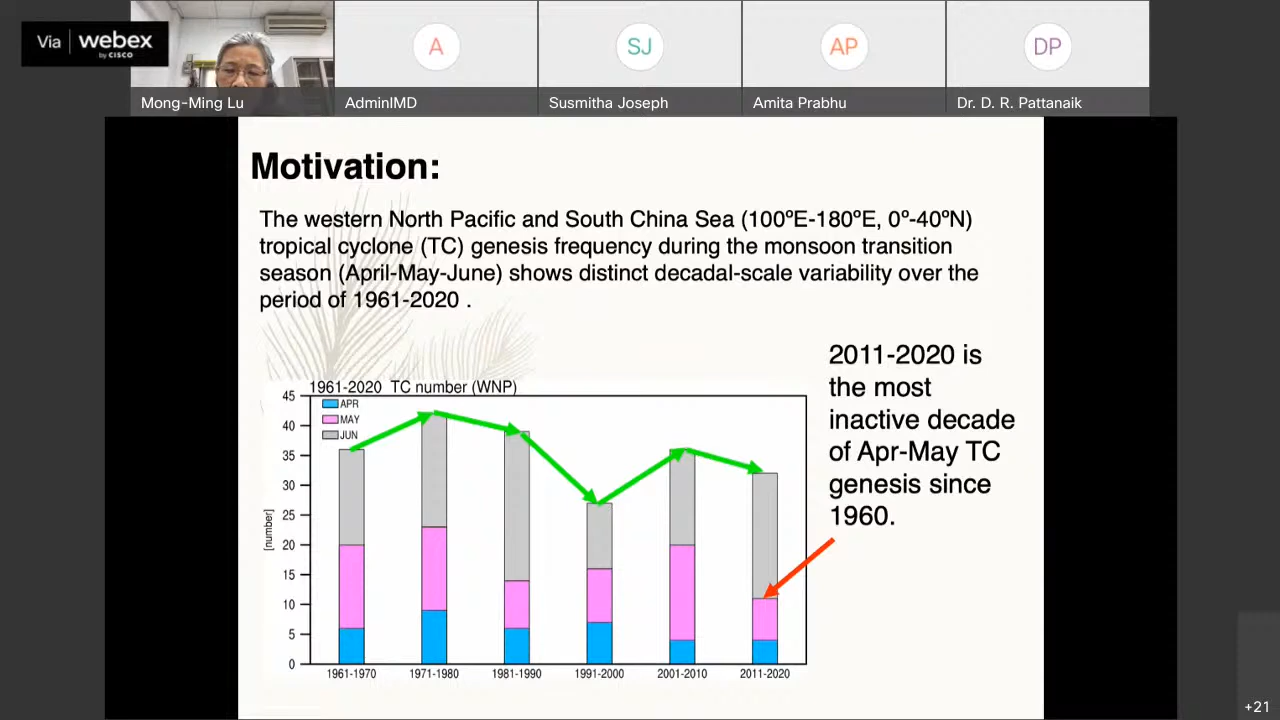 Via webex
by CISCO
A
SJ
AP
DP
Mong-Ming Lu
AdminIMD
Susmitha Joseph
Amita Prabhu
Dr. D. R. Pattanaik
Motivation:
The western North Pacific and South China Sea (100ºE-180ºE, 0º-40ºN)
tropical cyclone (TC) genesis frequency during the monsoon transition
season (April-May-June) shows distinct decadal-scale variability over the
period of 1961-2020 .
2011-2020 is
the most
inactive decade
of Apr-May TC
genesis since
1960.
1961-2020 TC number (WNP)
APR
MAY
JUN
[number]
45
40
35
30
25
20
15
10
5
0
1961-1970
1971-1980
1981-1990
1991-2000
2001-2010
2011-2020
+21